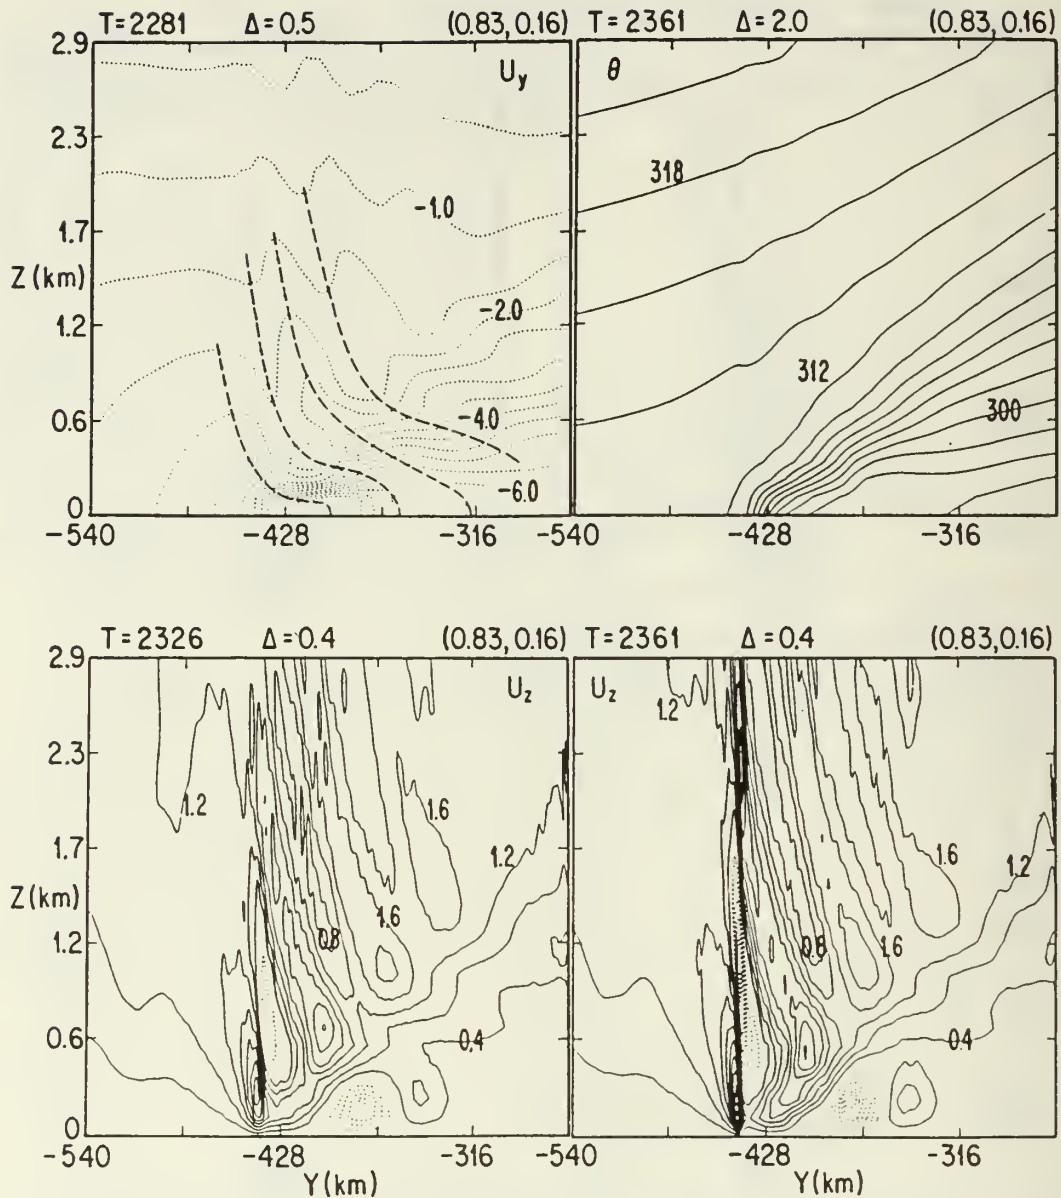 T=2281 Δ=0.5 (0.83,0.16)
T=2361 Δ=2.0 (0.83,0.16)
2.9
2.3
1.7
Z (km)
1.2
0.6
0
Uy
-1.0
-2.0
-4.0
-6.0
-540 -428 -316 -540
θ
318
312
300
-428 -316
T=2326 Δ=0.4 (0.83,0.16)
T=2361 Δ=0.4 (0.83,0.16)
2.9
2.3
1.7
Z (km)
1.2
0.6
0
Uz
1.2
1.6
1.2
1.6
0.8
0.4
-540 -428 -316 -540
Y (km)
Uz
1.2
1.6
1.2
0.8
1.6
0.4
-428 -316
Y (km)